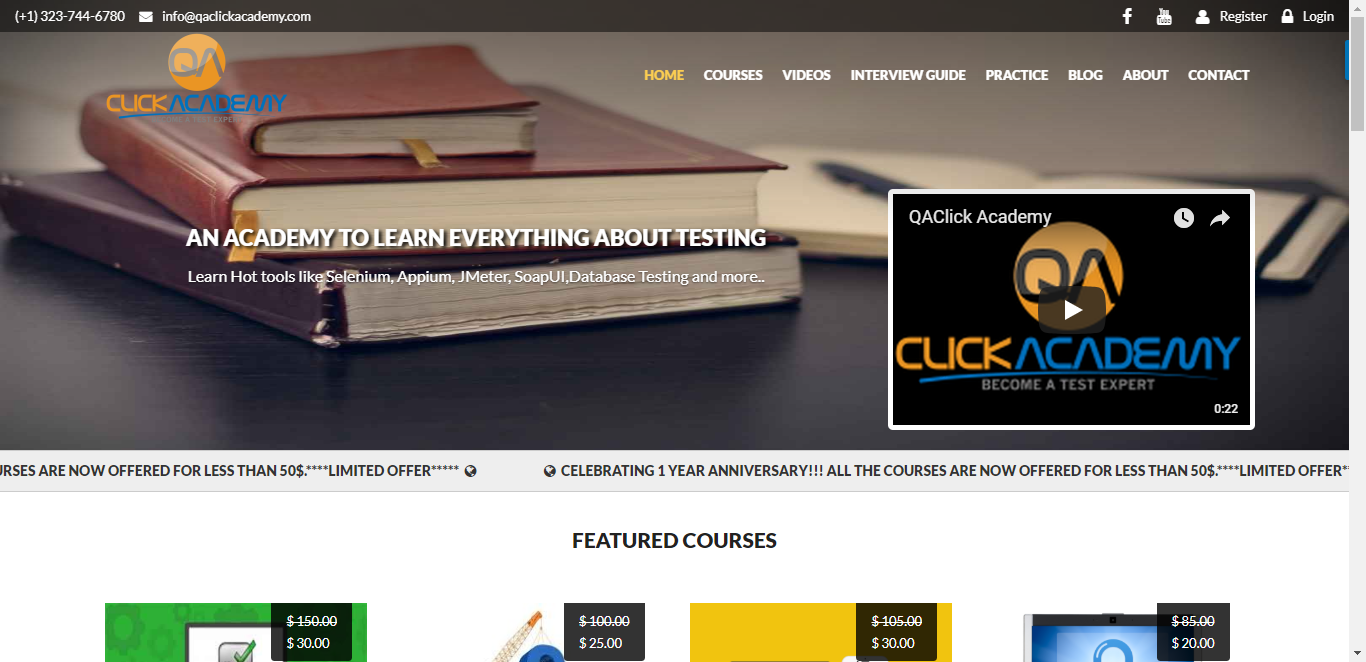 (+1) 323-744-6780 info@qaclickacademy.com
Register Login
QA
CLICKACADEMY
HOME COURSES VIDEOS INTERVIEW GUIDE PRACTICE BLOG ABOUT CONTACT
AN ACADEMY TO LEARN EVERYTHING ABOUT TESTING
Learn Hot tools like Selenium, Appium, JMeter, SoapUI,Database Testing and more..
QAClick Academy
QA
CLICKACADEMY
BECOME A TEST EXPERT
0:22
URSES ARE NOW OFFERED FOR LESS THAN 50$.****LIMITED OFFER***** CELEBRATING 1 YEAR ANNIVERSARY!!! ALL THE COURSES ARE NOW OFFERED FOR LESS THAN 50$.****LIMITED OFFER*
FEATURED COURSES
$ 150.00
$ 30.00
$ 100.00
$ 25.00
$ 105.00
$ 30.00
$ 85.00
$ 20.00